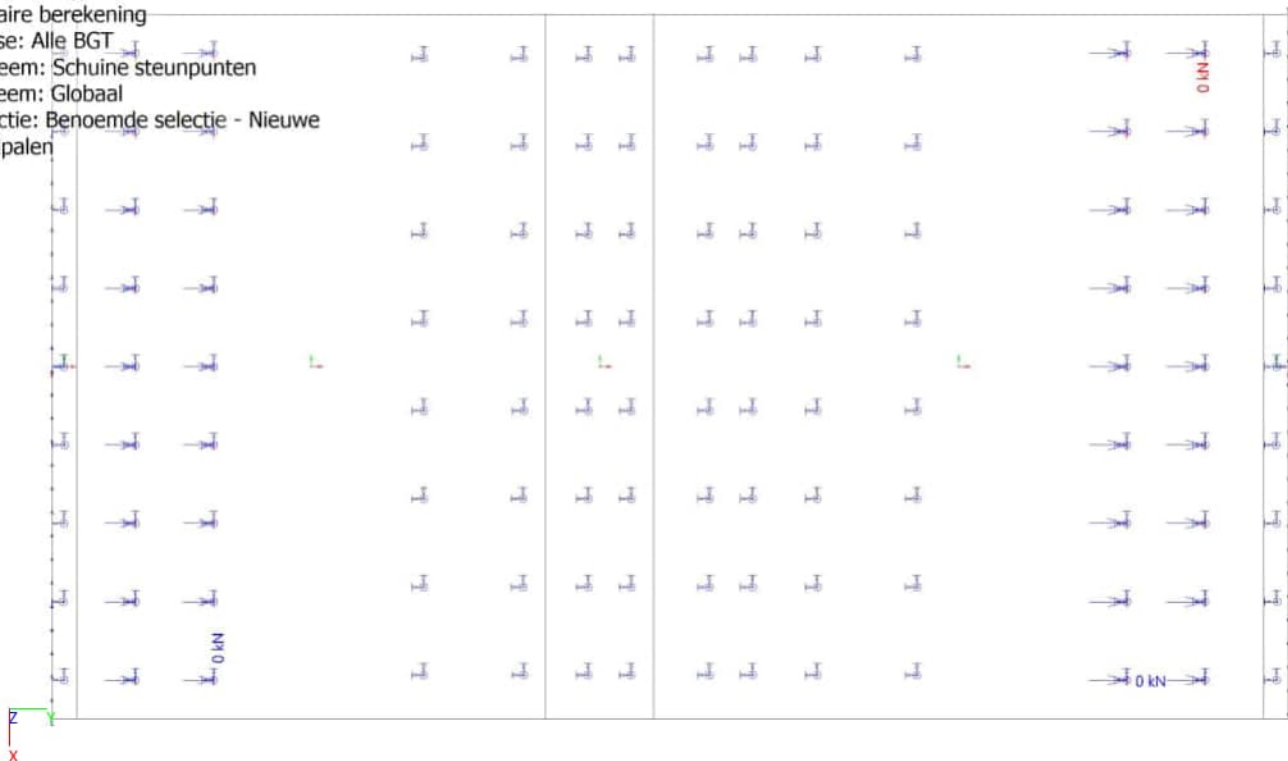 aire berekening
se: Alle BGT
eem: Schuine steunpunten
eem: Globaal
ctie: Benoemde selectie - Nieuwe
palen
0 kN
0 kN
0 kN
Z
Y
X